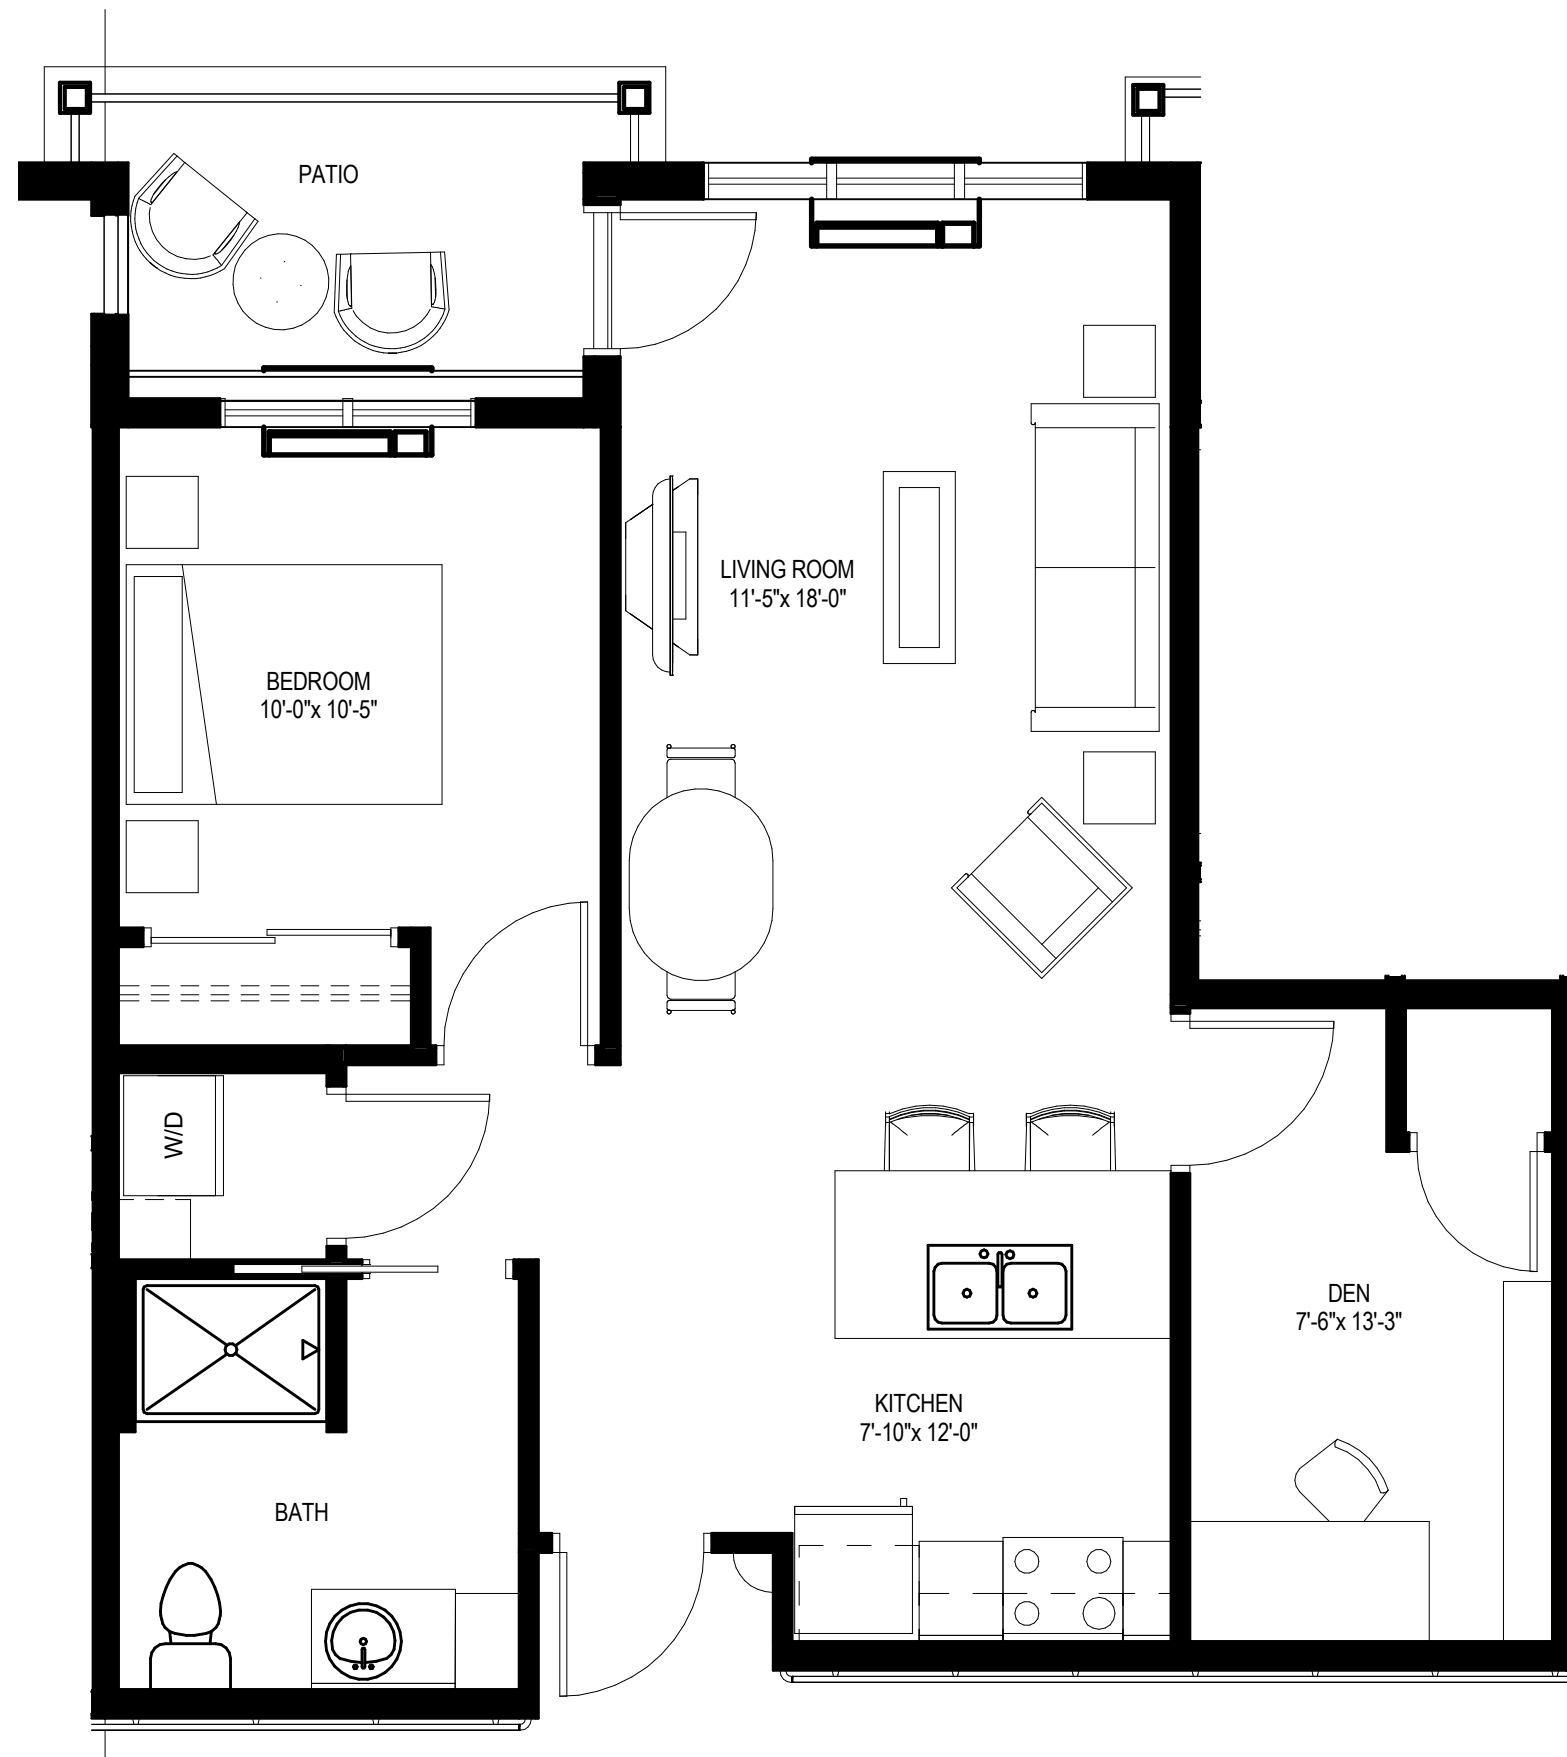 PATIO
LIVING ROOM
11'-5"x 18'-0"
BEDROOM
10'-0"x 10'-5"
W/D
DEN
7'-6"x 13'-3"
KITCHEN
7'-10"x 12'-0"
BATH